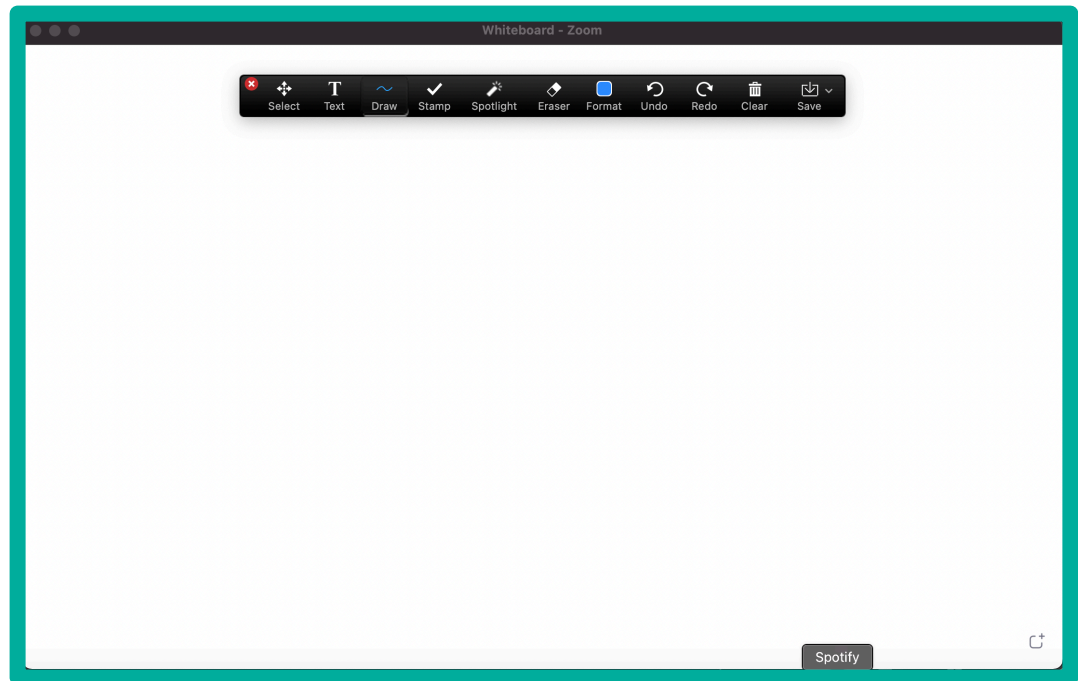 Whiteboard - Zoom
Select Text Draw Stamp Spotlight Eraser Format Undo Redo Clear Save
Spotify